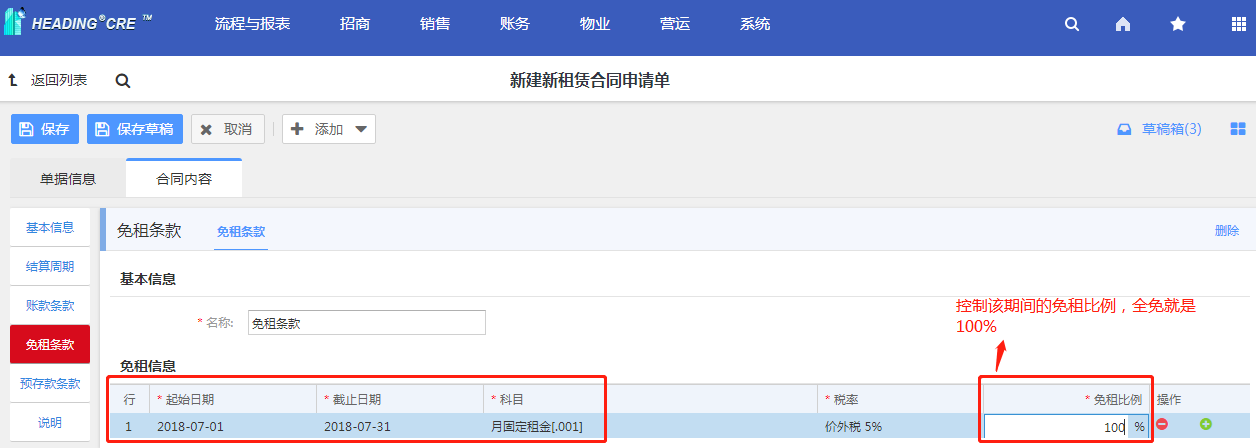 HEADING®CRE ™ 流程与报表 招商 销售 账务 物业 营运 系统
返回列表 新建新租赁合同申请单
保存 保存草稿 取消 添加 草稿箱(3)
单据信息 合同内容
基本信息
结算周期
账款条款
免租条款
预存款条款
说明
免租条款 免租条款 删除
基本信息
* 名称: 免租条款
控制该期间的免租比例，全免就是
100%
免租信息
行 * 起始日期 * 截止日期 * 科目 * 税率 * 免租比例 操作
1 2018-07-01 2018-07-31 月固定租金[.001] 价外税 5% 100 %